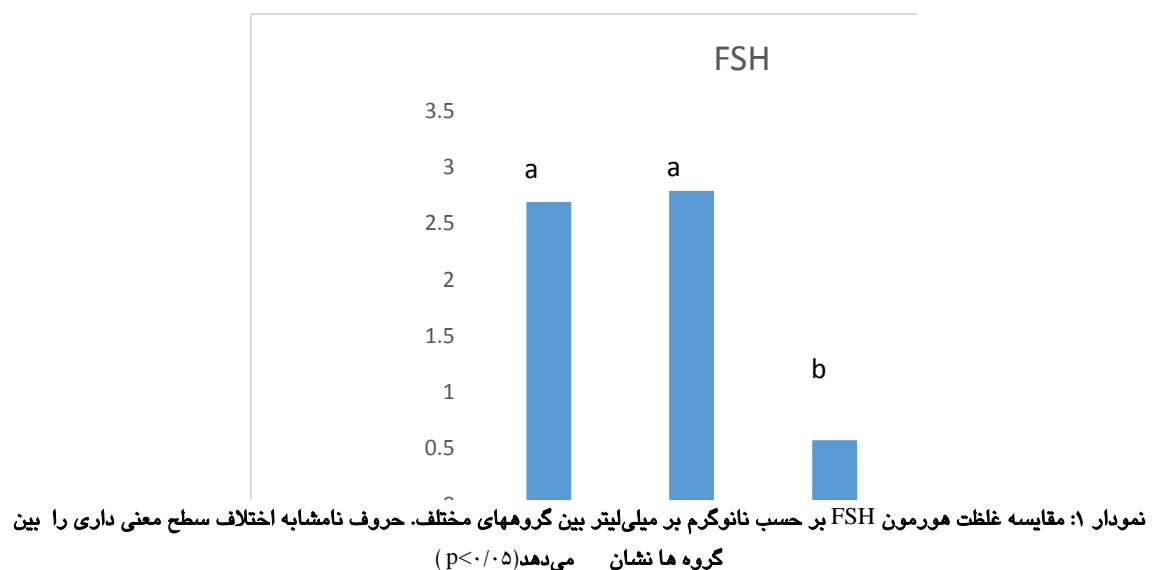 FSH
3.5
3
2.5
2
1.5
1
0.5
a
a
b
نمودار ۱: مقایسه غلظت هورمون FSH بر حسب نانوگرم بر میلی‌لیتر بین گروههای مختلف. حروف نامشابه اختلاف سطح معنی داری را بین
گروه ها نشان می‌دهد(p<۰/۰۵ )